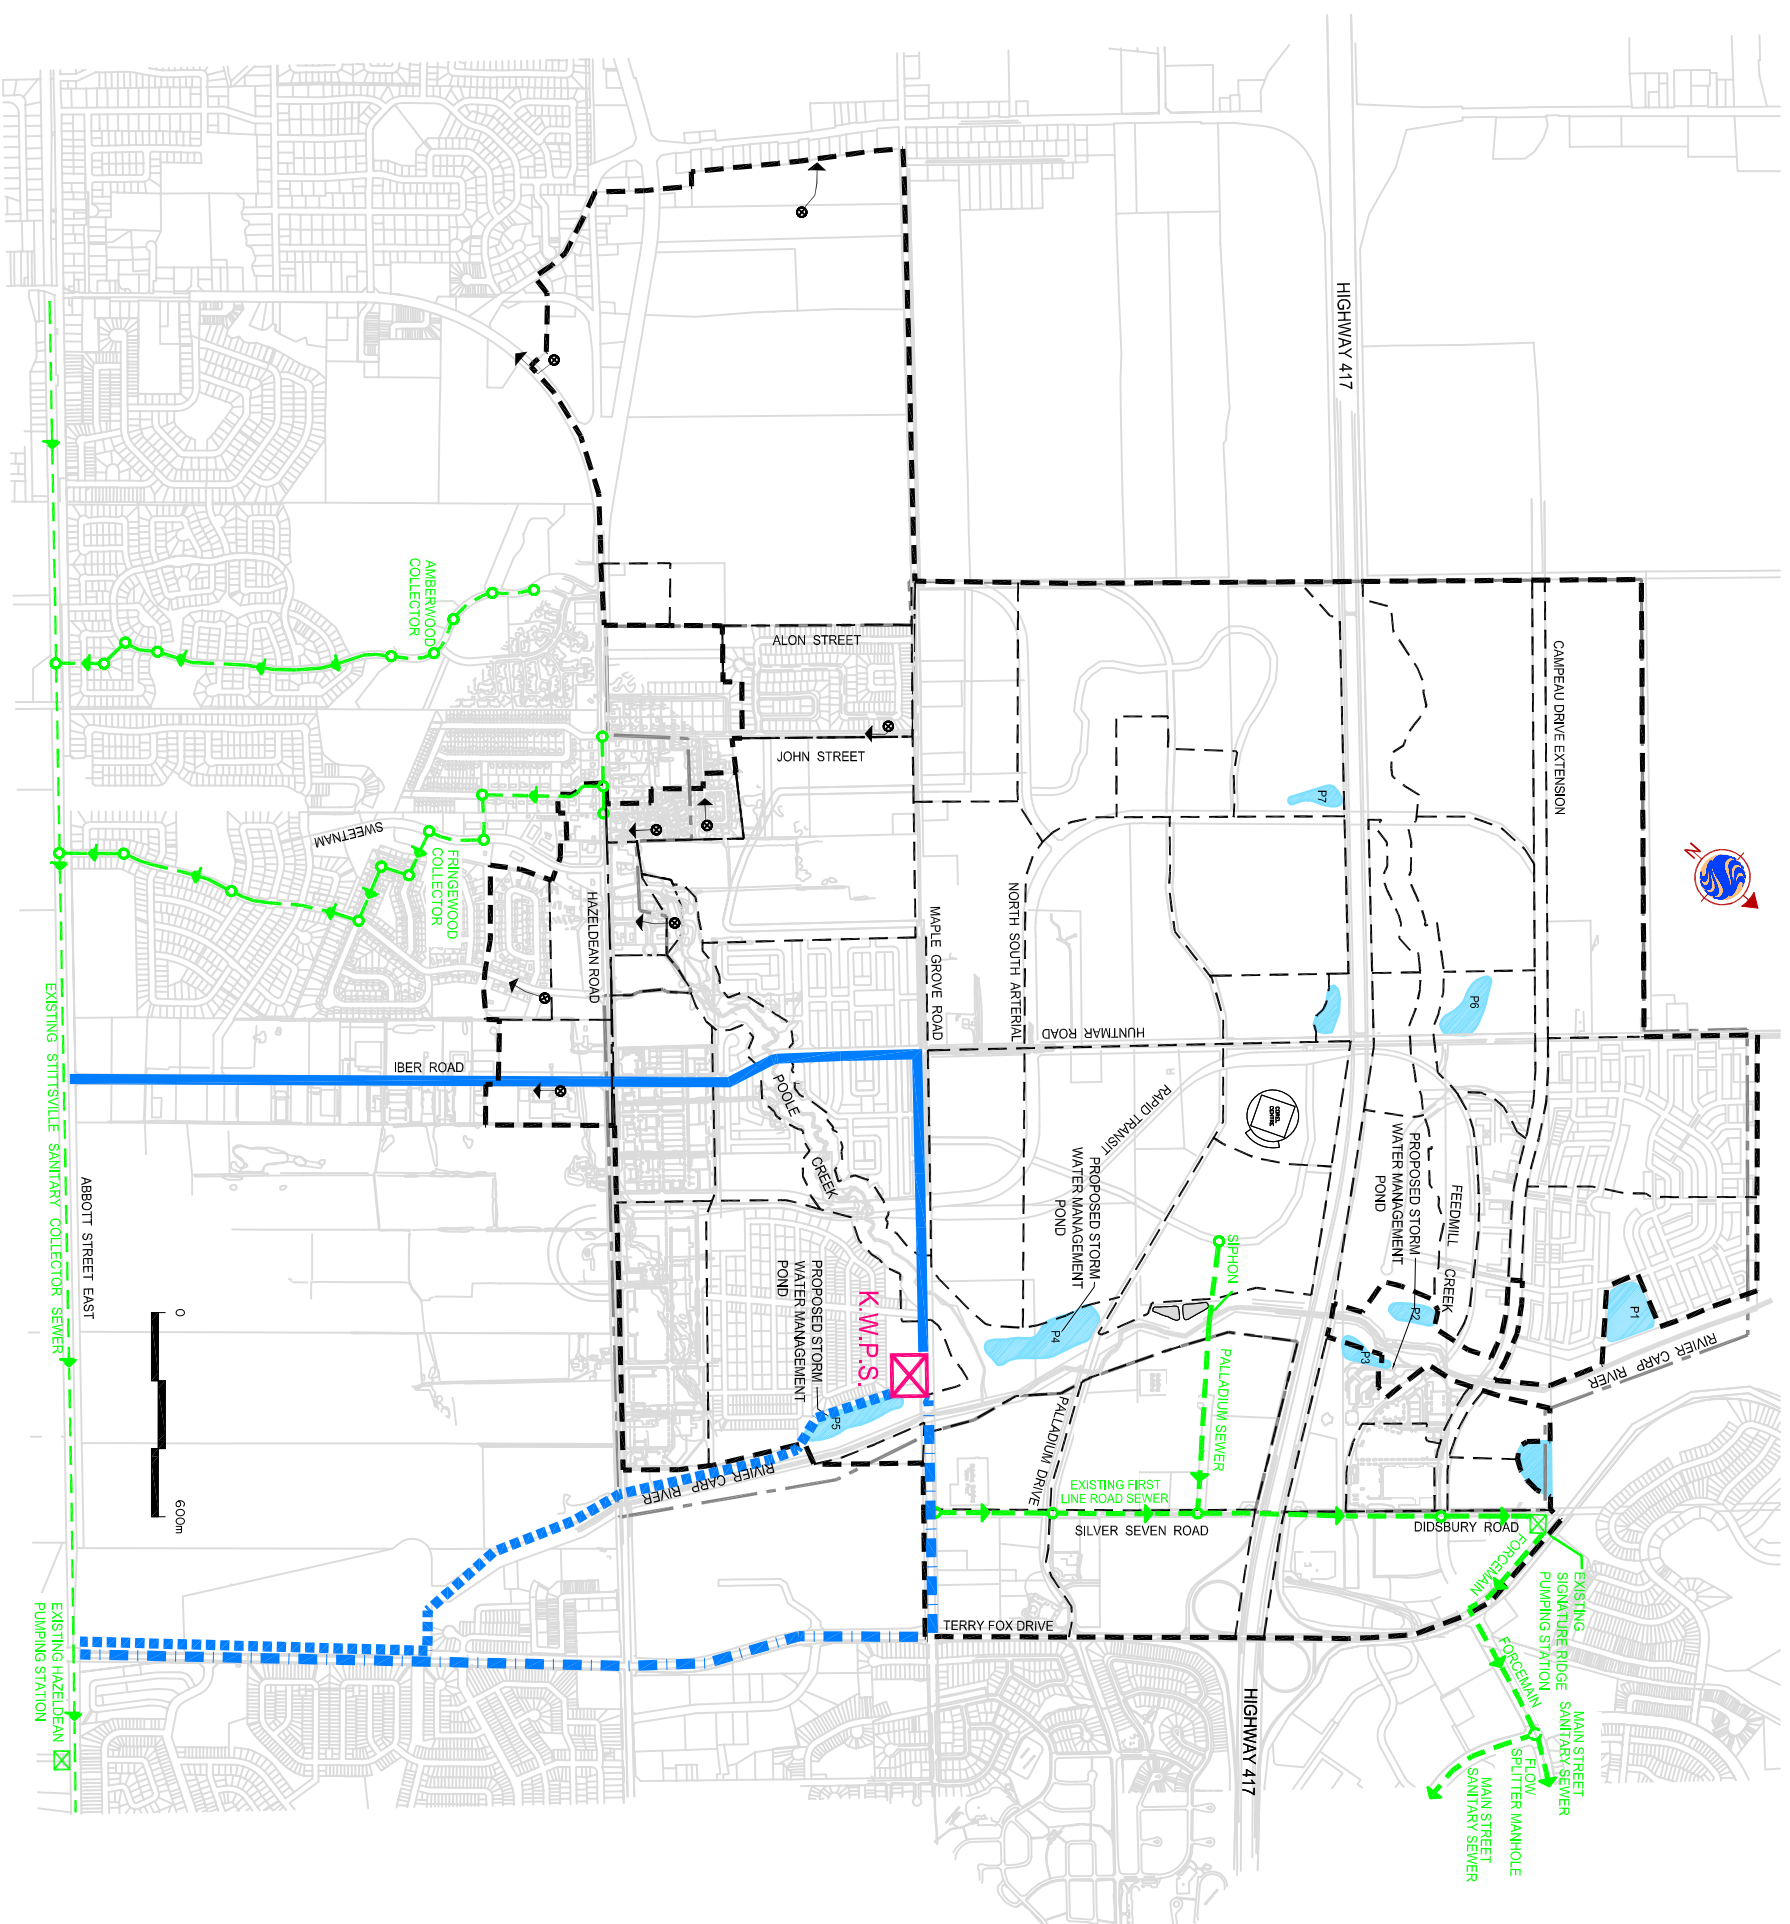 HIGHWAY 417
CAMPEAU DRIVE EXTENSION
AMBERWOOD
COLLECTOR
ALON STREET
JOHN STREET
P7
SWEETNAM
FRINGEWOOD
COLLECTOR
HAZELDEAN ROAD
MAPLE GROVE ROAD
NORTH SOUTH ARTERIAL
HUNTMAR ROAD
N
P6
EXISTING STITTSVILLE SANITARY COLLECTOR SEWER
IBER ROAD
POOLE
CREEK
RAPID TRANSIT
COREL
CENTRE
PROPOSED STORM
WATER MANAGEMENT
POND
PROPOSED STORM
WATER MANAGEMENT
POND
FEEDMILL
CREEK
ABBOTT STREET EAST
0
600m
PROPOSED STORM
WATER MANAGEMENT
POND
K.W.P.S.
P5
P4
SIPHON
PALLADIUM SEWER
P2
P3
P1
RIVIER CARP RIVER
RIVIER CARP RIVER
PALLADIUM DRIVE
EXISTING FIRST
LINE ROAD SEWER
SILVER SEVEN ROAD
DIDSBURY ROAD
FORCEMAIN
EXISTING
SIGNATURE RIDGE
PUMPING STATION
TERRY FOX DRIVE
FORCEMAIN
EXISTING HAZELDEAN
PUMPING STATION
HIGHWAY 417
MAIN STREET
SANITARY SEWER
FLOW
SPLITTER MANHOLE
MAIN STREET
SANITARY SEWER